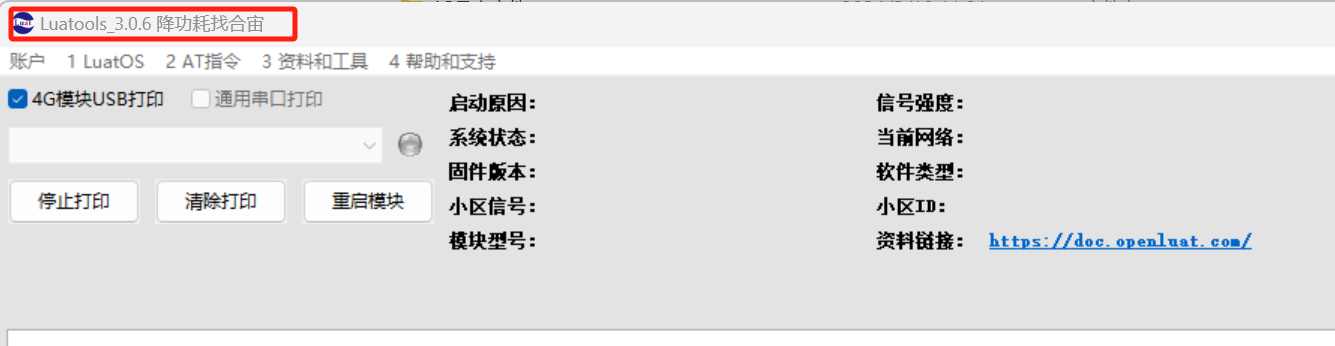 Luatools_3.0.6 降功耗找合宙
账户 1 LuatOS 2 AT指令 3 资料和工具 4 帮助和支持
4G模块USB打印 通用串口打印
停止打印 清除打印 重启模块
启动原因:
系统状态:
固件版本:
小区信号:
模块型号:
信号强度:
当前网络:
软件类型:
小区ID:
资料链接: https://doc.openluat.com/